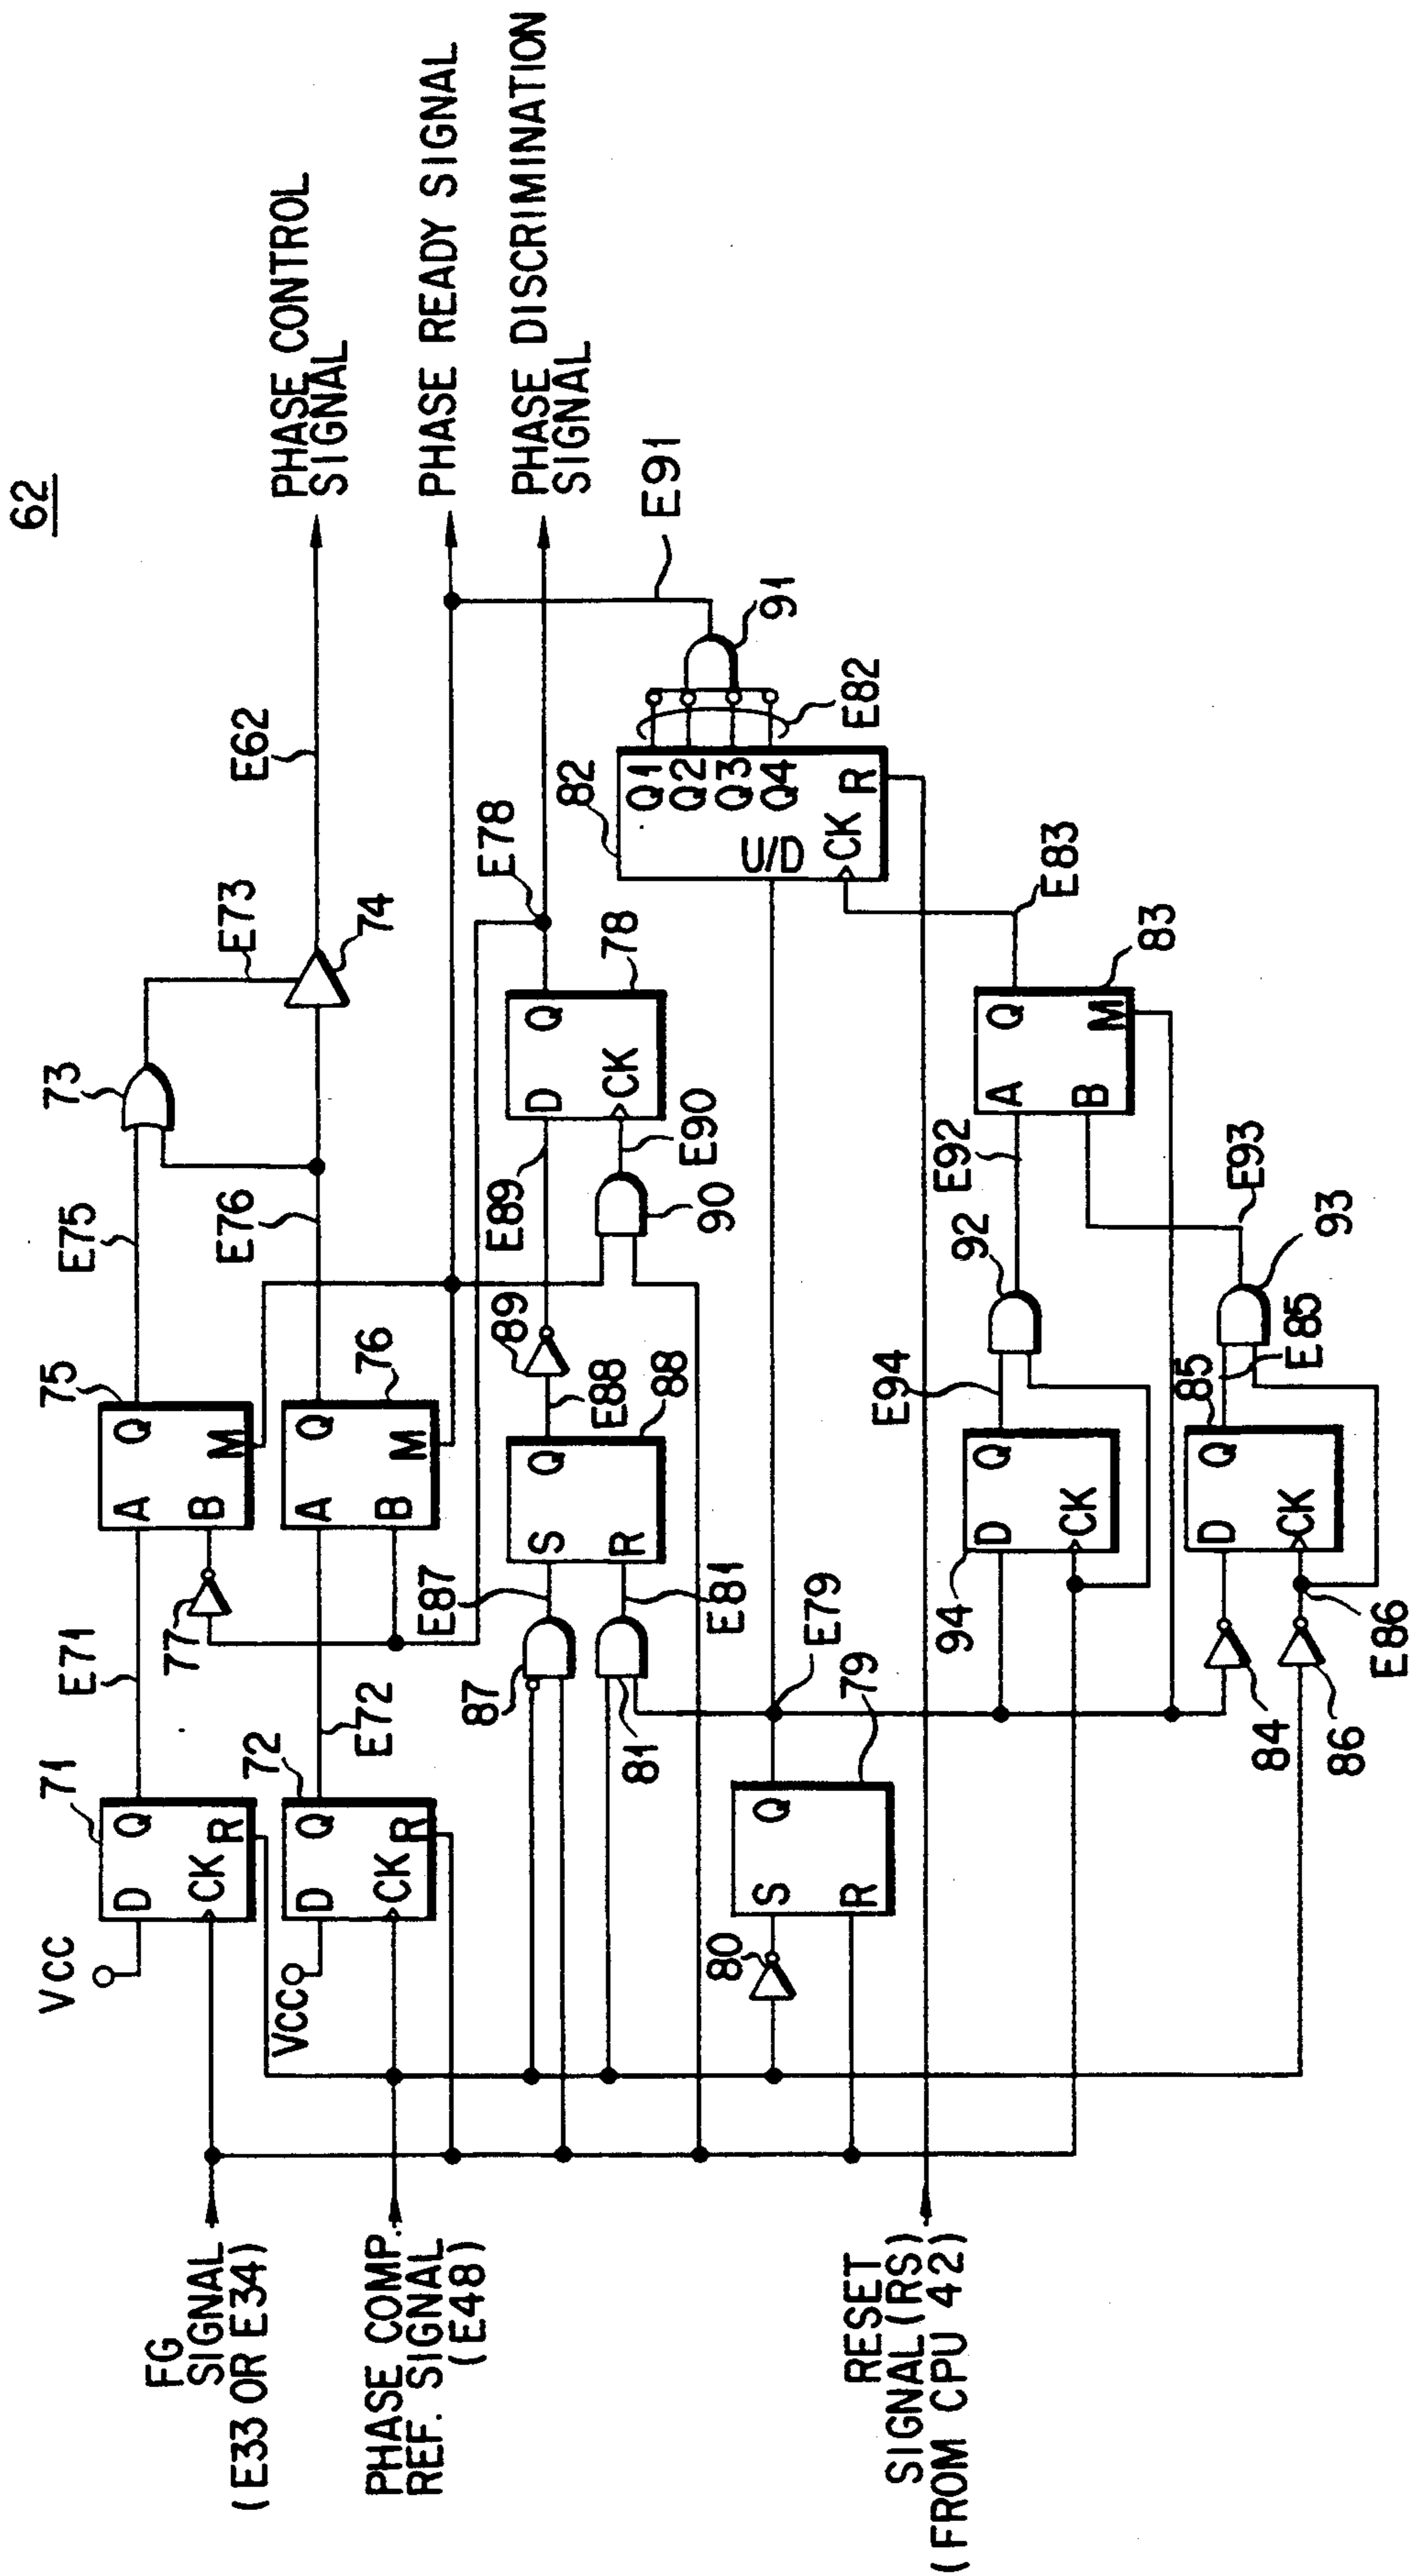 62
FG
SIGNAL
(E33 OR E34)
PHASE COMP.
REF. SIGNAL
(E48)
RESET
SIGNAL(RS)
(FROM CPU 42)
PHASE CONTROL
SIGNAL
PHASE READY SIGNAL
PHASE DISCRIMINATION
SIGNAL
VCC
71
D
Q
CK
R
E71
77
75
A
Q
B
M
E75
73
E73
74
E62
VCC
72
D
Q
CK
R
E72
76
A
Q
B
M
E76
87
E87
81
E81
S
Q
R
88
E88
89
E89
90
E90
D
Q
CK
78
E78
80
S
Q
R
79
E79
82
Q1
Q2
Q3
Q4
U/D
CK
R
E82
91
E91
94
D
Q
CK
E94
92
E92
A
Q
B
M
83
E83
84
86
E86
85
D
Q
CK
E85
93
E93